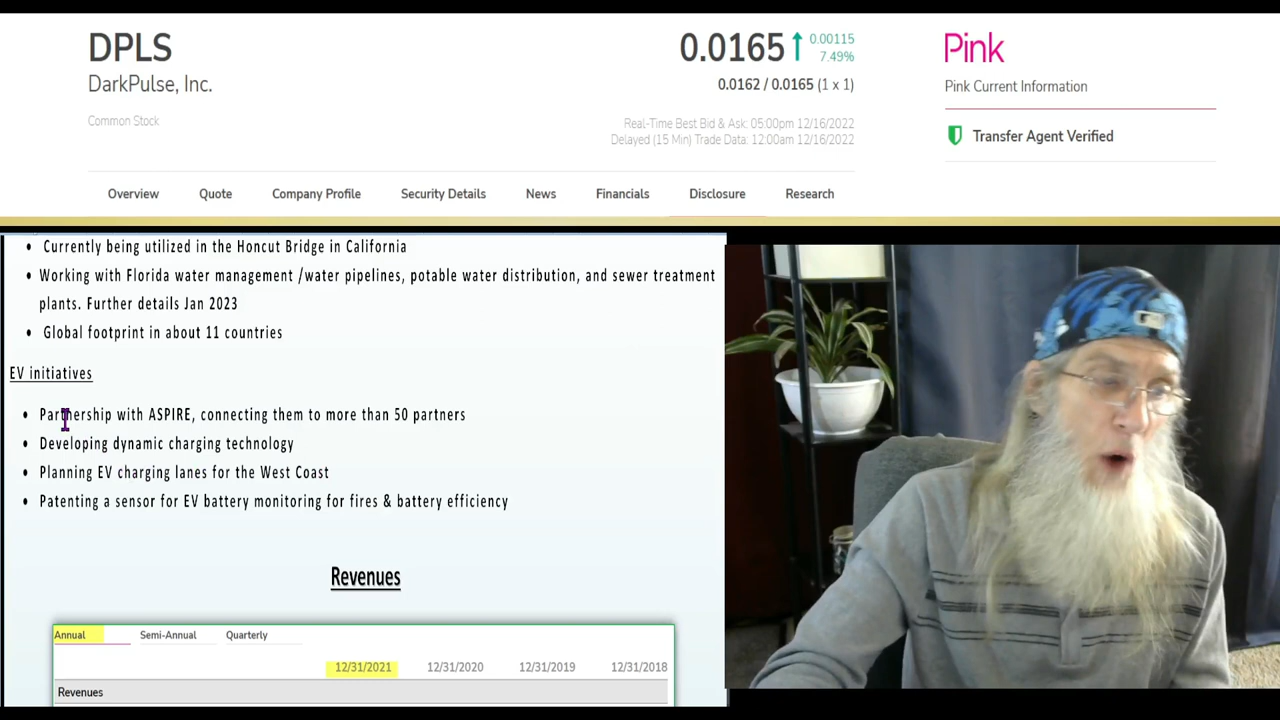 DPLS
DarkPulse, Inc.
Common Stock
0.0165 0.00115
7.49%
0.0162 / 0.0165 (1 x 1)
Real-Time Best Bid & Ask: 05:00pm 12/16/2022
Delayed (15 Min) Trade Data: 12:00am 12/16/2022
Pink
Pink Current Information
Transfer Agent Verified
Overview Quote Company Profile Security Details News Financials Disclosure Research
• Currently being utilized in the Honcut Bridge in California
• Working with Florida water management /water pipelines, potable water distribution, and sewer treatment
plants. Further details Jan 2023
• Global footprint in about 11 countries
EV initiatives
• Partnership with ASPIRE, connecting them to more than 50 partners
• Developing dynamic charging technology
• Planning EV charging lanes for the West Coast
• Patenting a sensor for EV battery monitoring for fires & battery efficiency
Revenues
Annual Semi-Annual Quarterly
12/31/2021 12/31/2020 12/31/2019 12/31/2018
Revenues